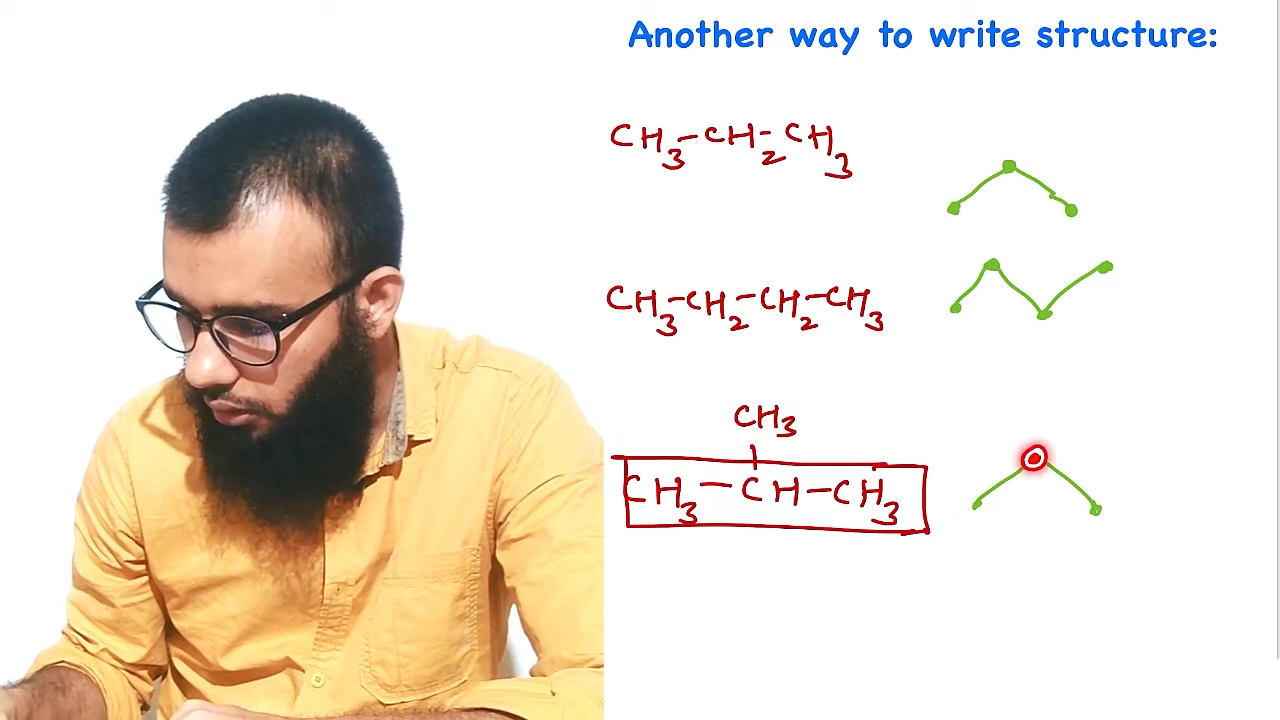 Another way to write structure:
CH3-CH2-CH3
CH3-CH2-CH2-CH3
CH3
CH3-CH-CH3